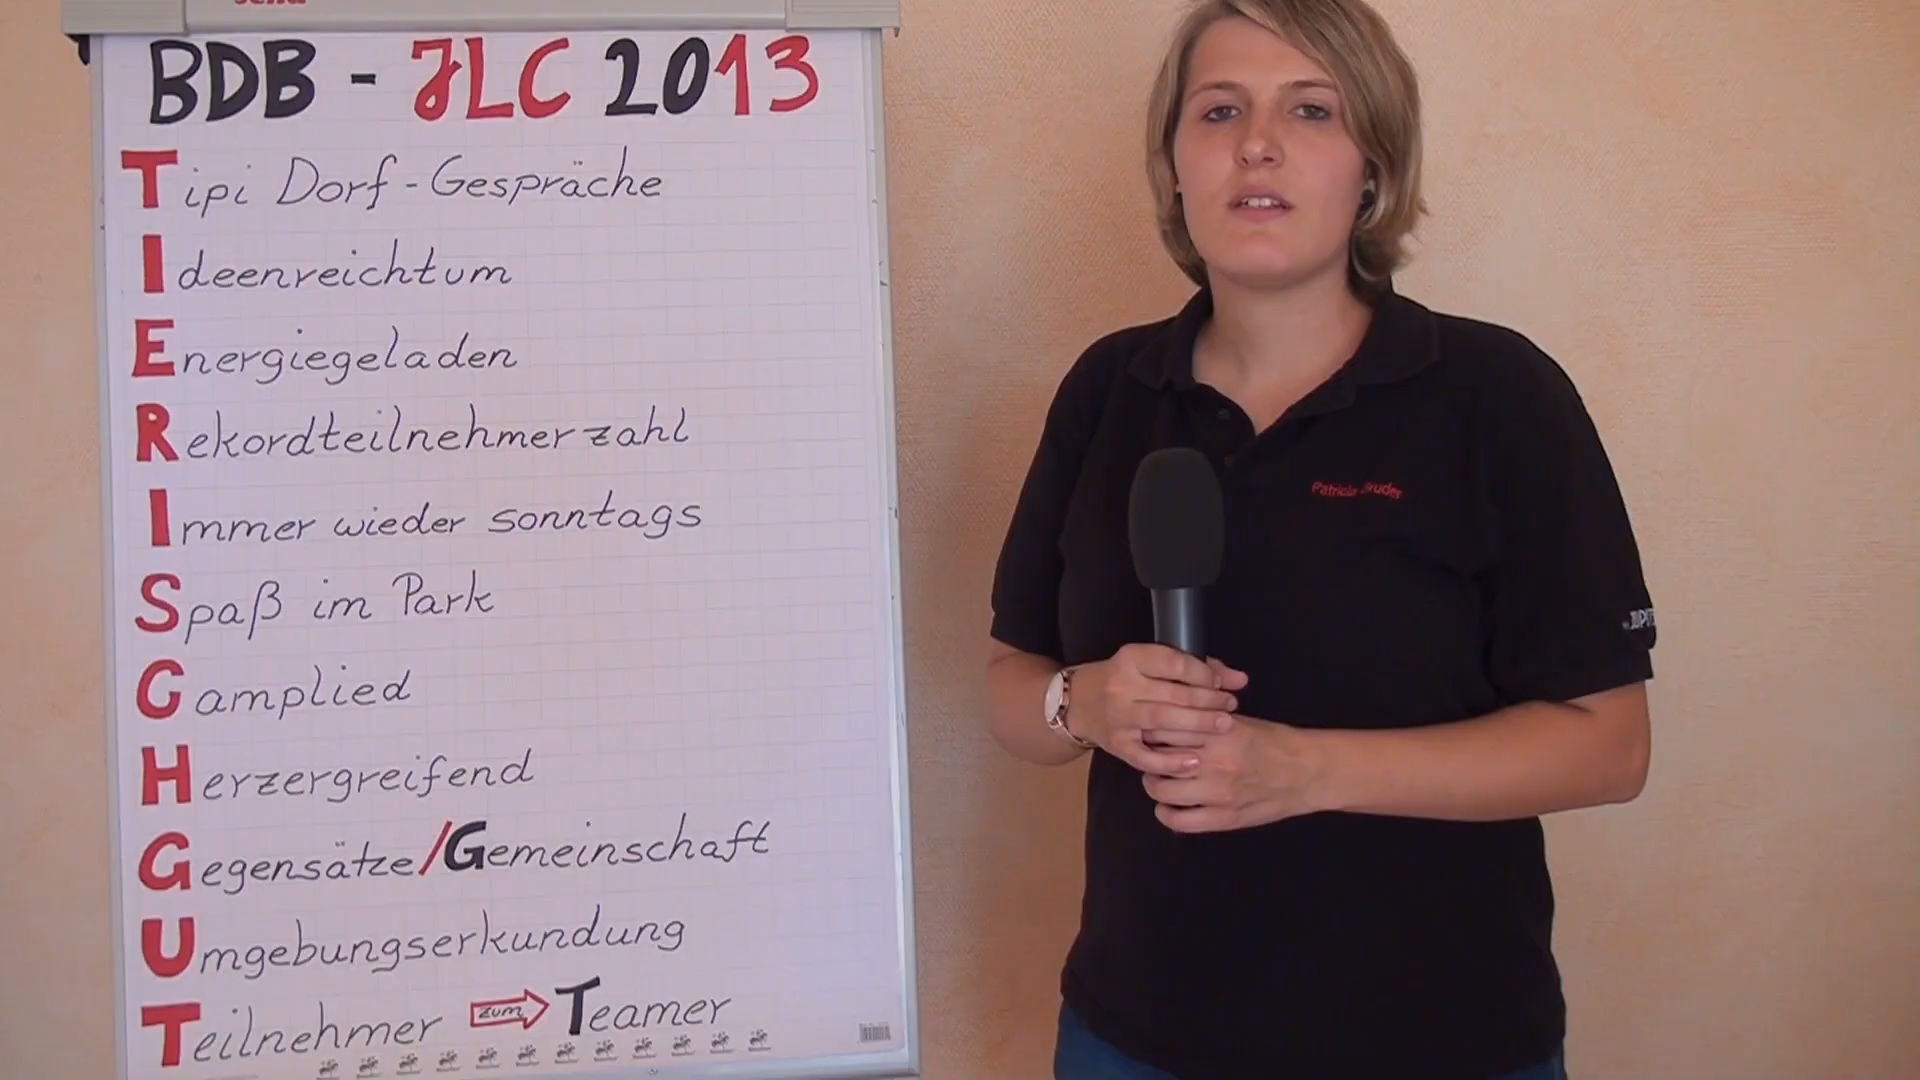 BDB - JLC 2013
Tipi Dorf - Gespräche
Ideenreichtum
Energiegeladen
Rekordteilnehmerzahl
Immer wieder sonntags
Spaß im Park
Camplied
Herzergreifend
Gegensätze/Gemeinschaft
Umgebungserkundung
Teilnehmer zum Teamer